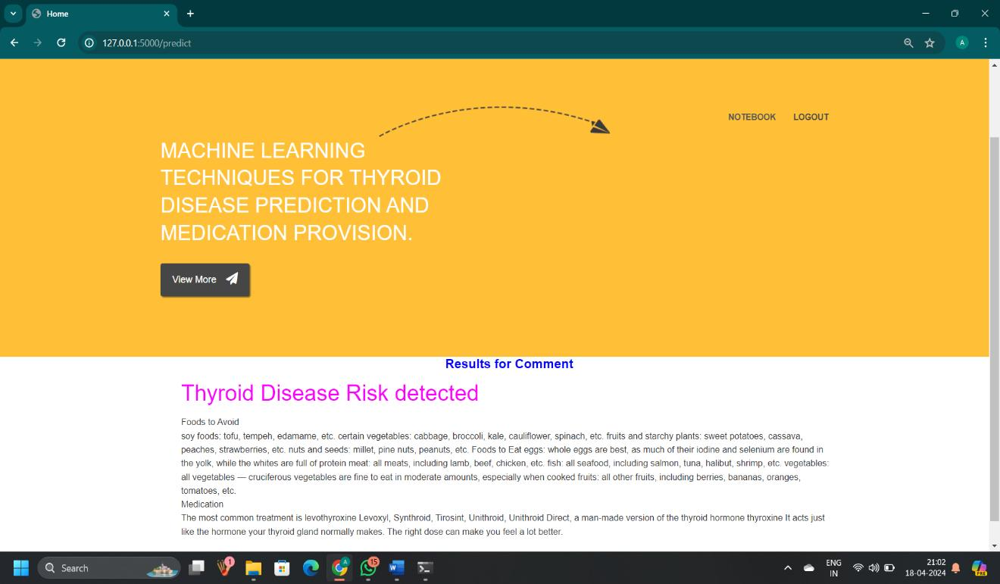 Home
127.0.0.1:5000/predict
A
NOTEBOOK LOGOUT
MACHINE LEARNING
TECHNIQUES FOR THYROID
DISEASE PREDICTION AND
MEDICATION PROVISION.
View More
Results for Comment
Thyroid Disease Risk detected
Foods to Avoid
soy foods: tofu, tempeh, edamame, etc. certain vegetables: cabbage, broccoli, kale, cauliflower, spinach, etc. fruits and starchy plants: sweet potatoes, cassava,
peaches, strawberries, etc. nuts and seeds: millet, pine nuts, peanuts, etc. Foods to Eat eggs: whole eggs are best, as much of their iodine and selenium are found in
the yolk, while the whites are full of protein meat: all meats, including lamb, beef, chicken, etc. fish: all seafood, including salmon, tuna, halibut, shrimp, etc. vegetables:
all vegetables — cruciferous vegetables are fine to eat in moderate amounts, especially when cooked fruits: all other fruits, including berries, bananas, oranges,
tomatoes, etc.
Medication
The most common treatment is levothyroxine Levoxyl, Synthroid, Tirosint, Unithroid, Unithroid Direct, a man-made version of the thyroid hormone thyroxine It acts just
like the hormone your thyroid gland normally makes. The right dose can make you feel a lot better.
Search
1
A
15
W
ENG
IN
21:02
18-04-2024
PRE